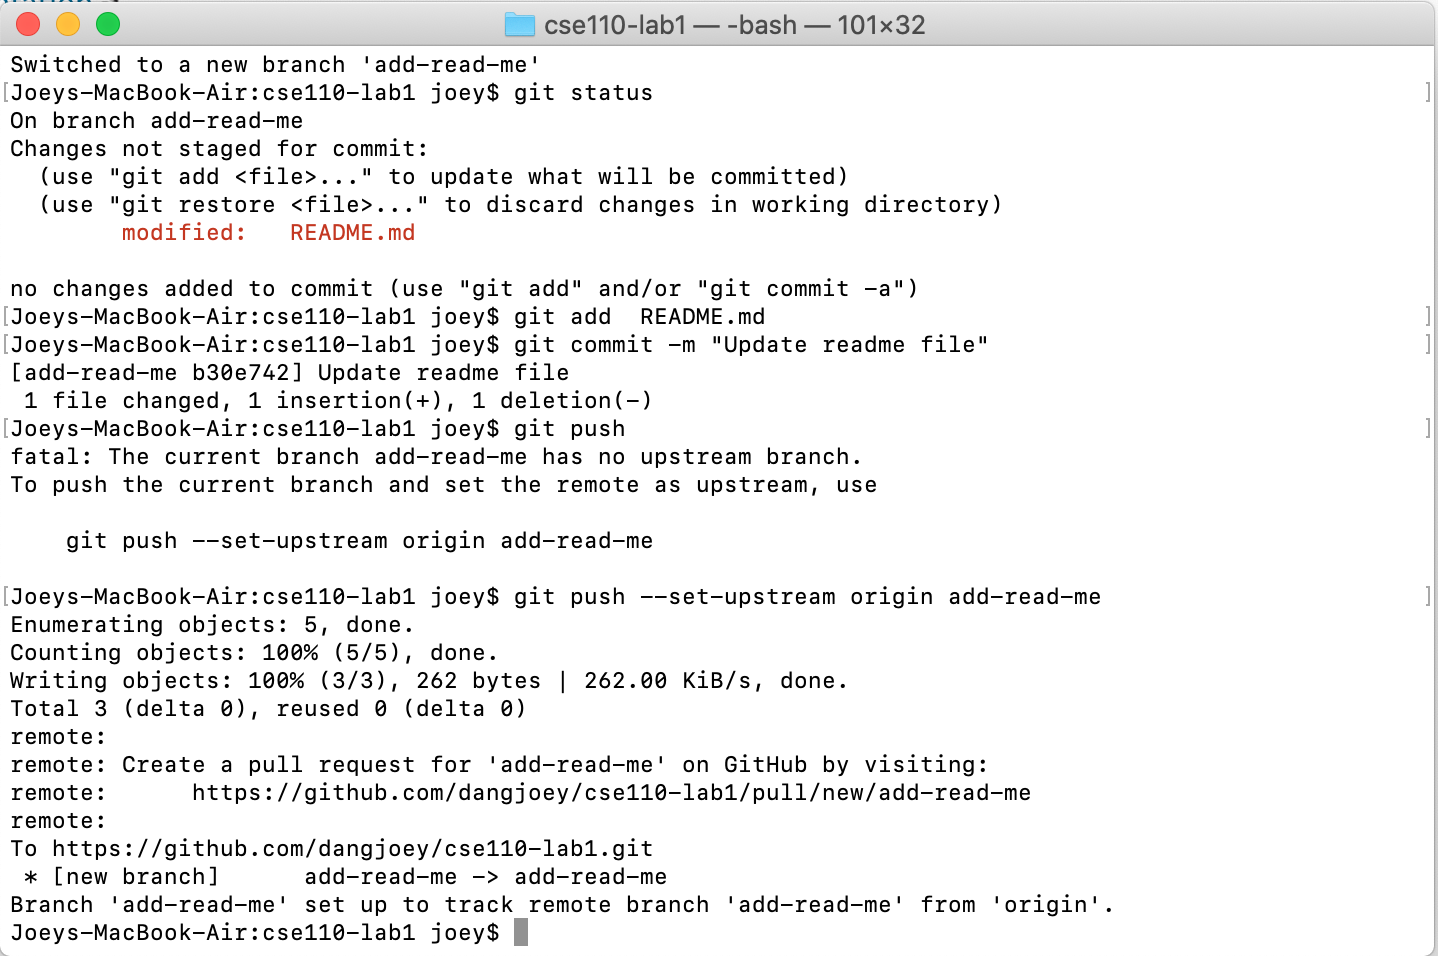 cse110-lab1 — -bash — 101×32
Switched to a new branch 'add-read-me'
[Joeys-MacBook-Air:cse110-lab1 joey$ git status ]
On branch add-read-me
Changes not staged for commit:
  (use "git add <file>..." to update what will be committed)
  (use "git restore <file>..." to discard changes in working directory)
        modified:   README.md

no changes added to commit (use "git add" and/or "git commit -a")
[Joeys-MacBook-Air:cse110-lab1 joey$ git add  README.md ]
[Joeys-MacBook-Air:cse110-lab1 joey$ git commit -m "Update readme file" ]
[add-read-me b30e742] Update readme file
 1 file changed, 1 insertion(+), 1 deletion(-)
[Joeys-MacBook-Air:cse110-lab1 joey$ git push ]
fatal: The current branch add-read-me has no upstream branch.
To push the current branch and set the remote as upstream, use

    git push --set-upstream origin add-read-me

[Joeys-MacBook-Air:cse110-lab1 joey$ git push --set-upstream origin add-read-me ]
Enumerating objects: 5, done.
Counting objects: 100% (5/5), done.
Writing objects: 100% (3/3), 262 bytes | 262.00 KiB/s, done.
Total 3 (delta 0), reused 0 (delta 0)
remote:
remote: Create a pull request for 'add-read-me' on GitHub by visiting:
remote:      https://github.com/dangjoey/cse110-lab1/pull/new/add-read-me
remote:
To https://github.com/dangjoey/cse110-lab1.git
 * [new branch]      add-read-me -> add-read-me
Branch 'add-read-me' set up to track remote branch 'add-read-me' from 'origin'.
Joeys-MacBook-Air:cse110-lab1 joey$